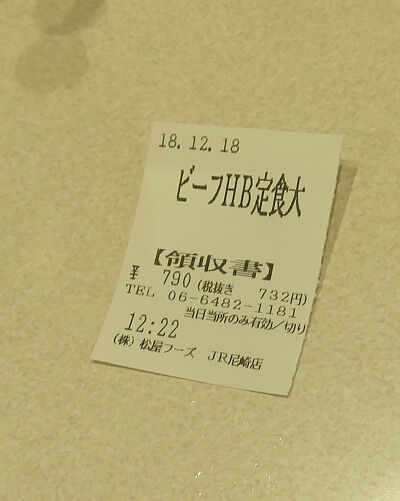 18.12.18
ビーフHB定食大
【領収書】
¥ 790 (税抜き 732円)
TEL 06-6482-1181
当日当所のみ有効/切り
12:22
(株) 松屋フーズ JR尼崎店